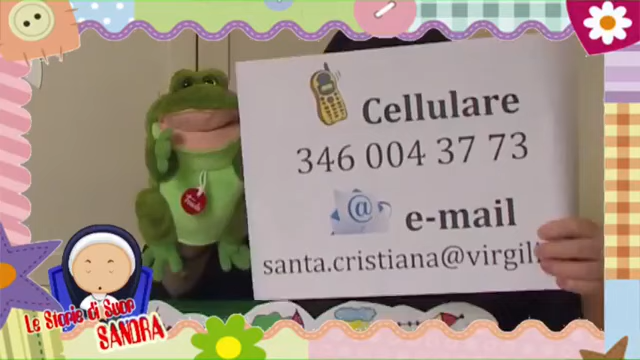 Cellulare
346 004 37 73
@
e-mail
santa.cristiana@virgil
Le Storie di Suor
SANDRA